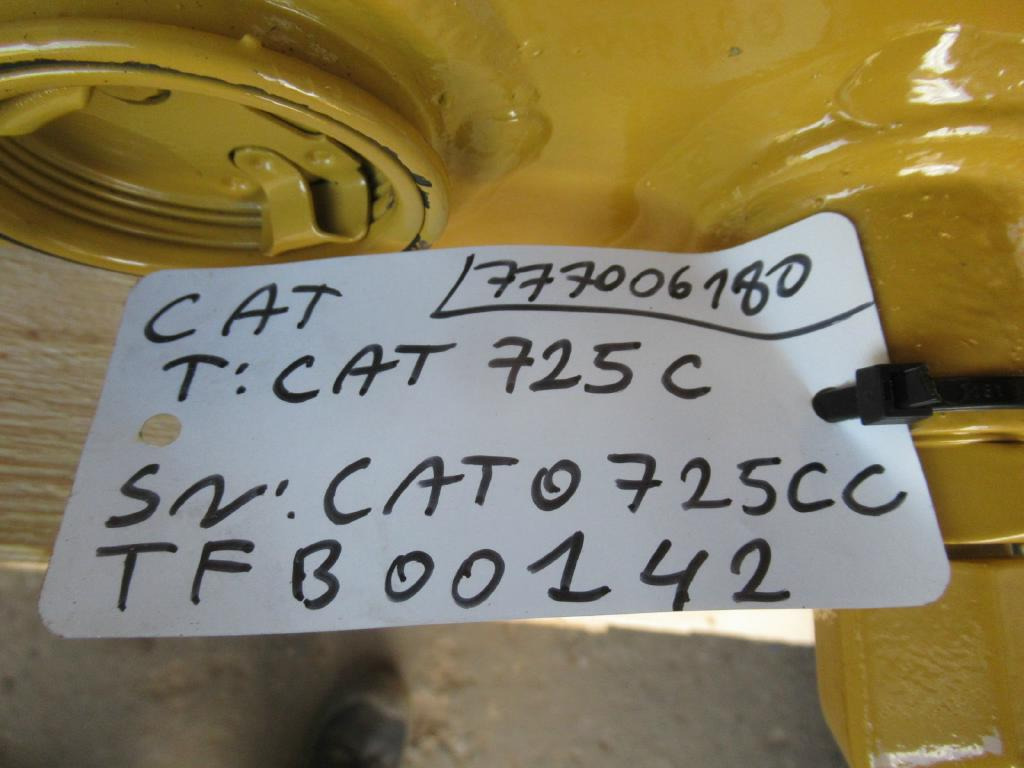 CAT 777006180
T: CAT 725C
SN: CAT0725CC
TFB00142